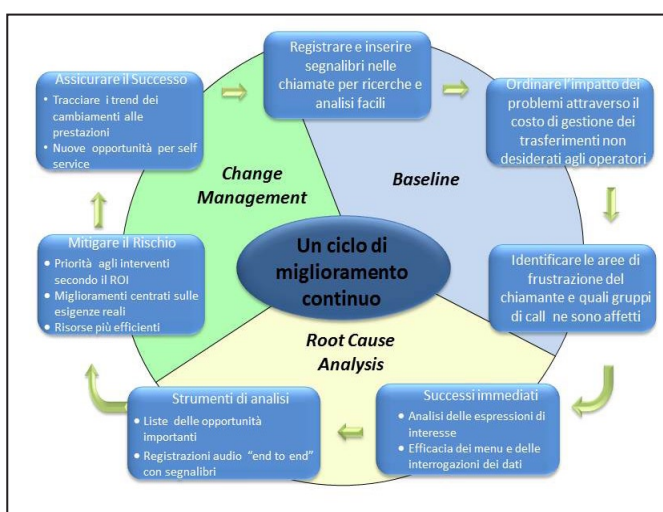 Registrare e inserire
segnalibri nelle
chiamate per ricerche e
analisi facili
Ordinare l'impatto dei
problemi attraverso il
costo di gestione dei
trasferimenti non
desiderati agli operatori
Identificare le aree di
frustrazione del
chiamante e quali gruppi
di call ne sono affetti
Successi immediati
• Analisi delle espressioni di
interesse
• Efficacia dei menu e delle
interrogazioni dei dati
Strumenti di analisi
• Liste delle opportunità
importanti
• Registrazioni audio "end to end"
con segnalibri
Mitigare il Rischio
• Priorità agli interventi
secondo il ROI
• Miglioramenti centrati sulle
esigenze reali
• Risorse più efficienti
Assicurare il Successo
• Tracciare i trend dei
cambiamenti alle
prestazioni
• Nuove opportunità per self
service
Change
Management
Baseline
Un ciclo di
miglioramento
continuo
Root Cause
Analysis